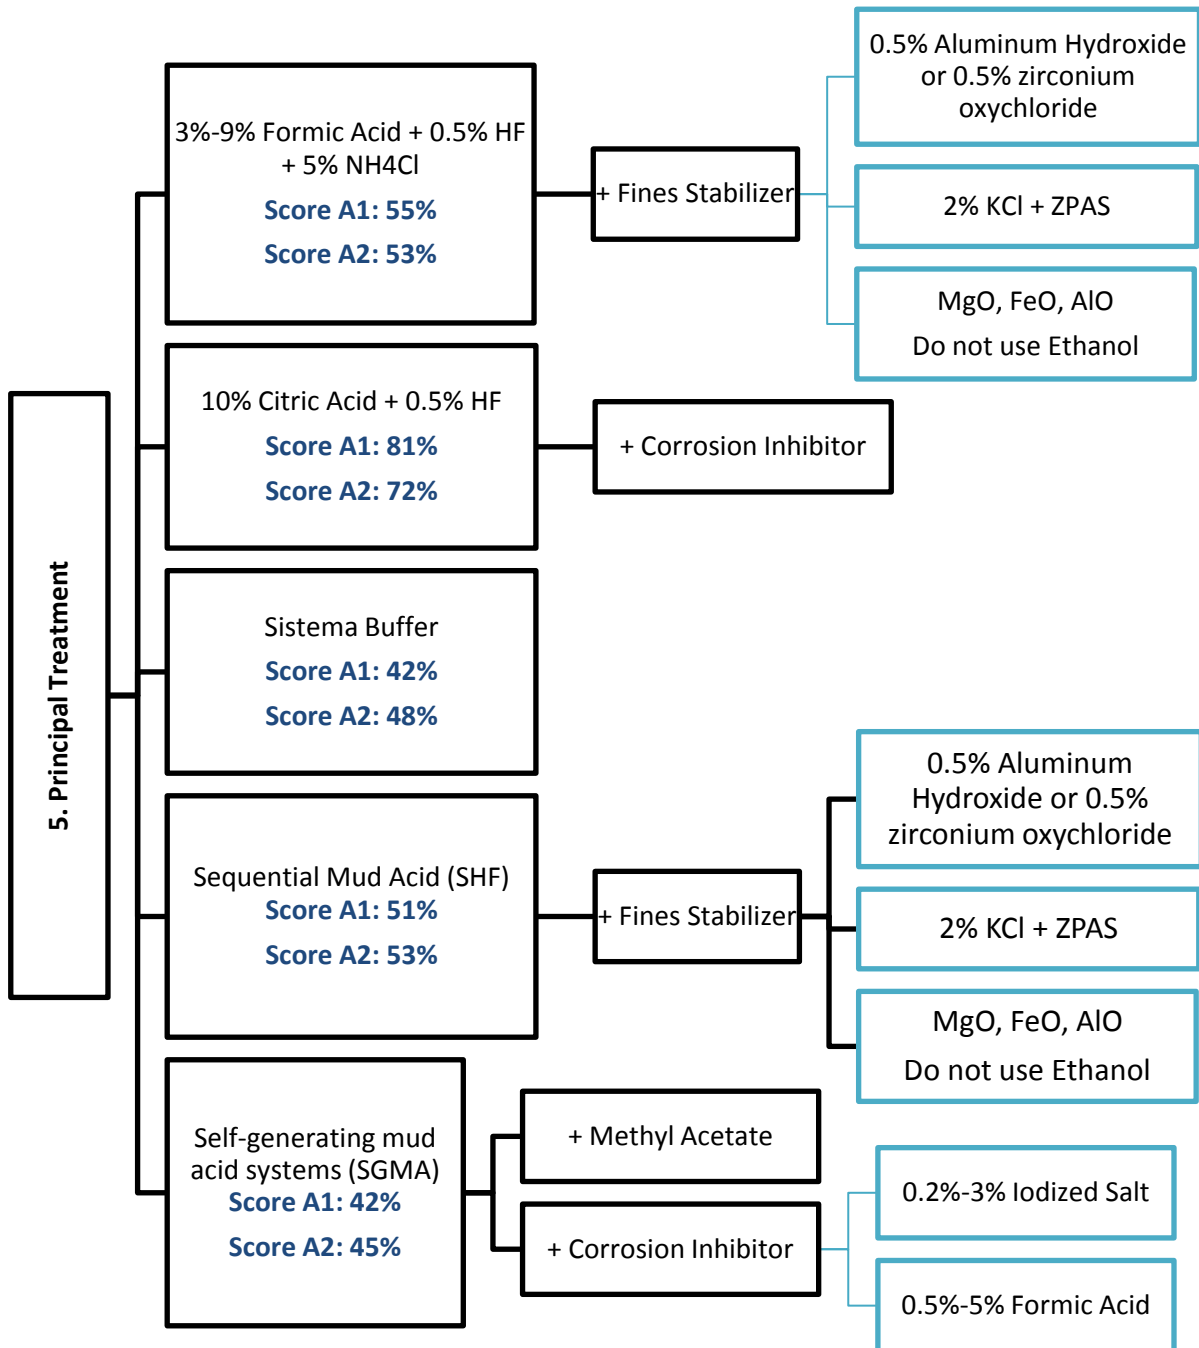 5. Principal Treatment
3%-9% Formic Acid + 0.5% HF
+ 5% NH4Cl
Score A1: 55%
Score A2: 53%
+ Fines Stabilizer
0.5% Aluminum Hydroxide
or 0.5% zirconium
oxychloride
2% KCl + ZPAS
MgO, FeO, AlO
Do not use Ethanol
10% Citric Acid + 0.5% HF
Score A1: 81%
Score A2: 72%
+ Corrosion Inhibitor
Sistema Buffer
Score A1: 42%
Score A2: 48%
Sequential Mud Acid (SHF)
Score A1: 51%
Score A2: 53%
+ Fines Stabilizer
0.5% Aluminum
Hydroxide or 0.5%
zirconium oxychloride
2% KCl + ZPAS
MgO, FeO, AlO
Do not use Ethanol
Self-generating mud
acid systems (SGMA)
Score A1: 42%
Score A2: 45%
+ Methyl Acetate
+ Corrosion Inhibitor
0.2%-3% Iodized Salt
0.5%-5% Formic Acid